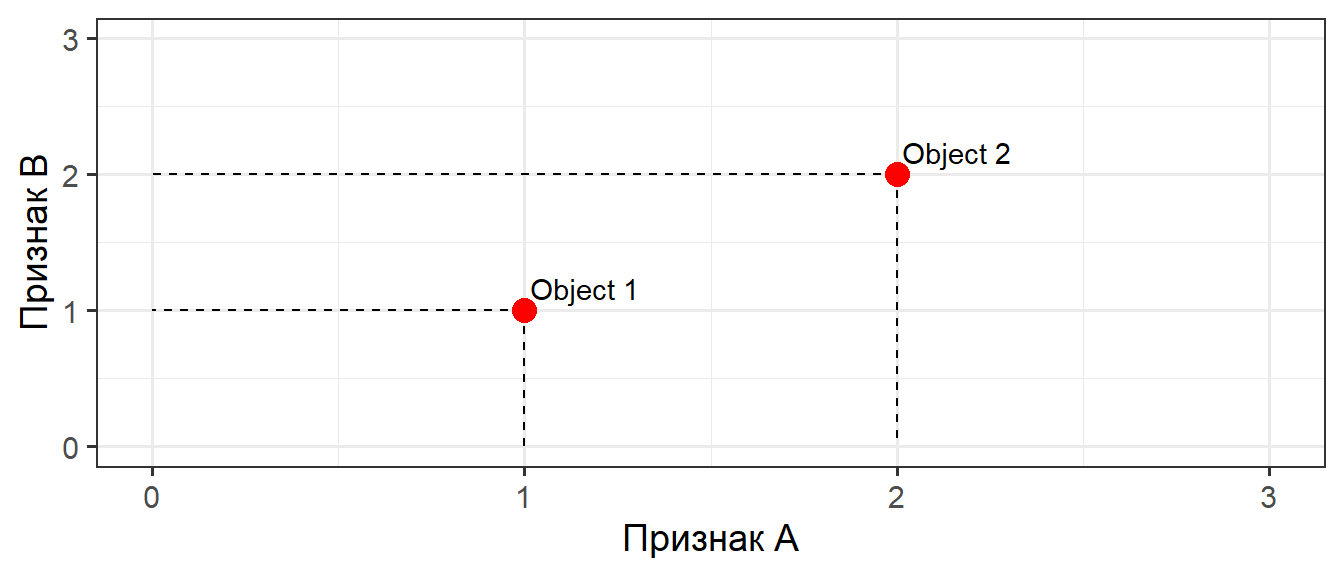 3
Признак B
2
Object 2
1
Object 1
0
0 1 2 3
Признак A